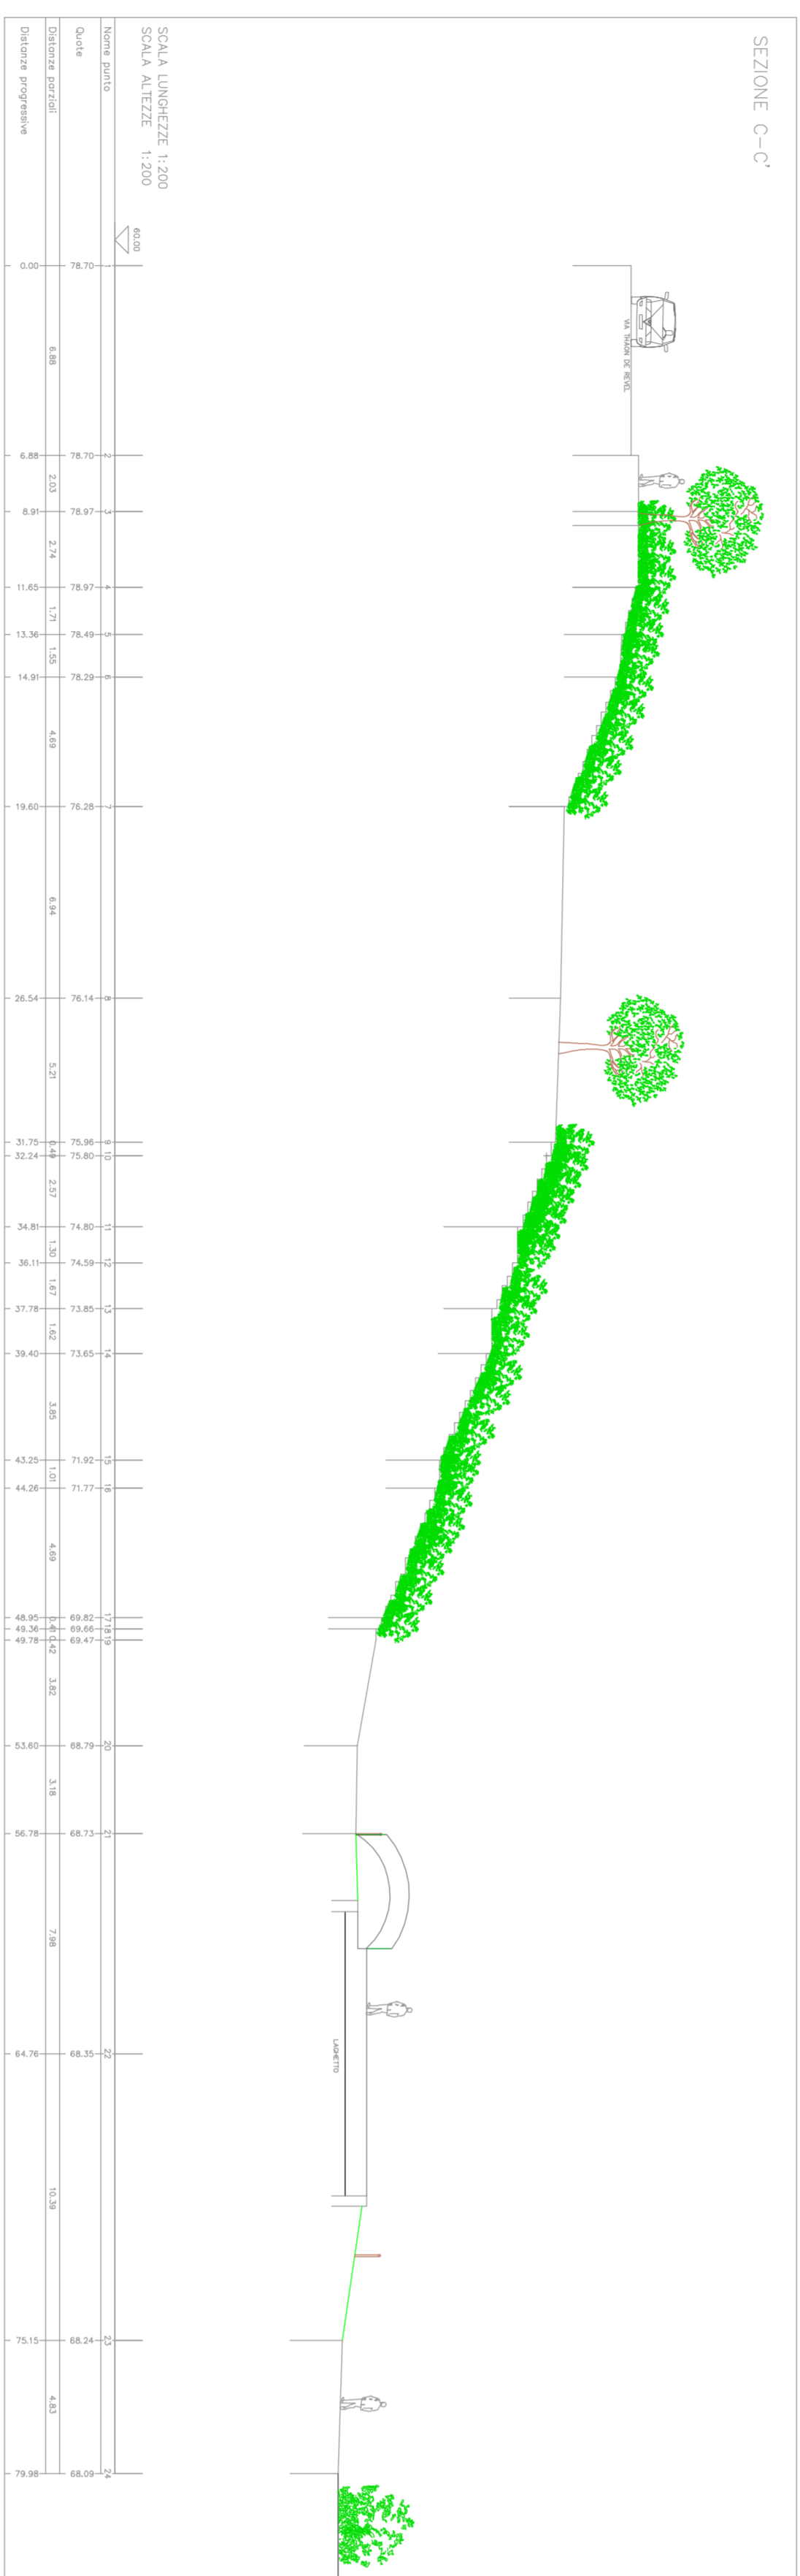 SEZIONE C-C'
VIA THAON DE REVEL
LAGHETTO
SCALA LUNGHEZZE 1:200
SCALA ALTEZZE 1:200
60.00
Nome punto 1 2 3 4 5 6 7 8 9 10 11 12 13 14 15 16 17 18 19 20 21 22 23 24
Quote 78.70 78.70 78.97 78.97 78.49 78.29 76.28 76.14 75.96 75.80 74.80 74.59 73.85 73.65 71.92 71.77 69.82 69.66 69.47 68.79 68.73 68.35 68.24 68.09
Distanze parziali 6.88 2.03 2.74 1.71 1.55 4.69 6.94 5.21 0.49 2.57 1.30 1.67 1.62 3.85 1.01 4.69 0.41 0.42 3.82 3.18 7.98 10.39 4.83
Distanze progressive 0.00 6.88 8.91 11.65 13.36 14.91 19.60 26.54 31.75 32.24 34.81 36.11 37.78 39.40 43.25 44.26 48.95 49.36 49.78 53.60 56.78 64.76 75.15 79.98